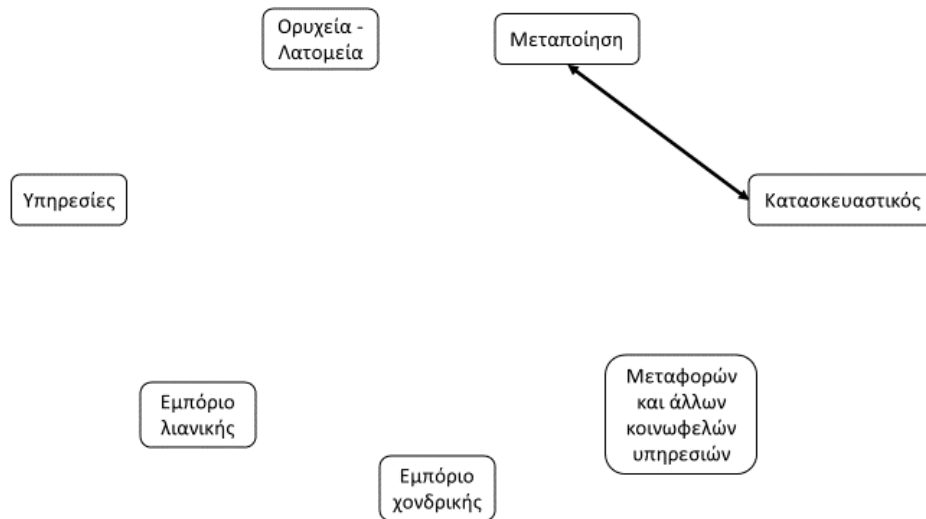 Ορυχεία -
Λατομεία
Μεταποίηση
Υπηρεσίες
Κατασκευαστικός
Εμπόριο
λιανικής
Μεταφορών
και άλλων
κοινωφελών
υπηρεσιών
Εμπόριο
χονδρικής